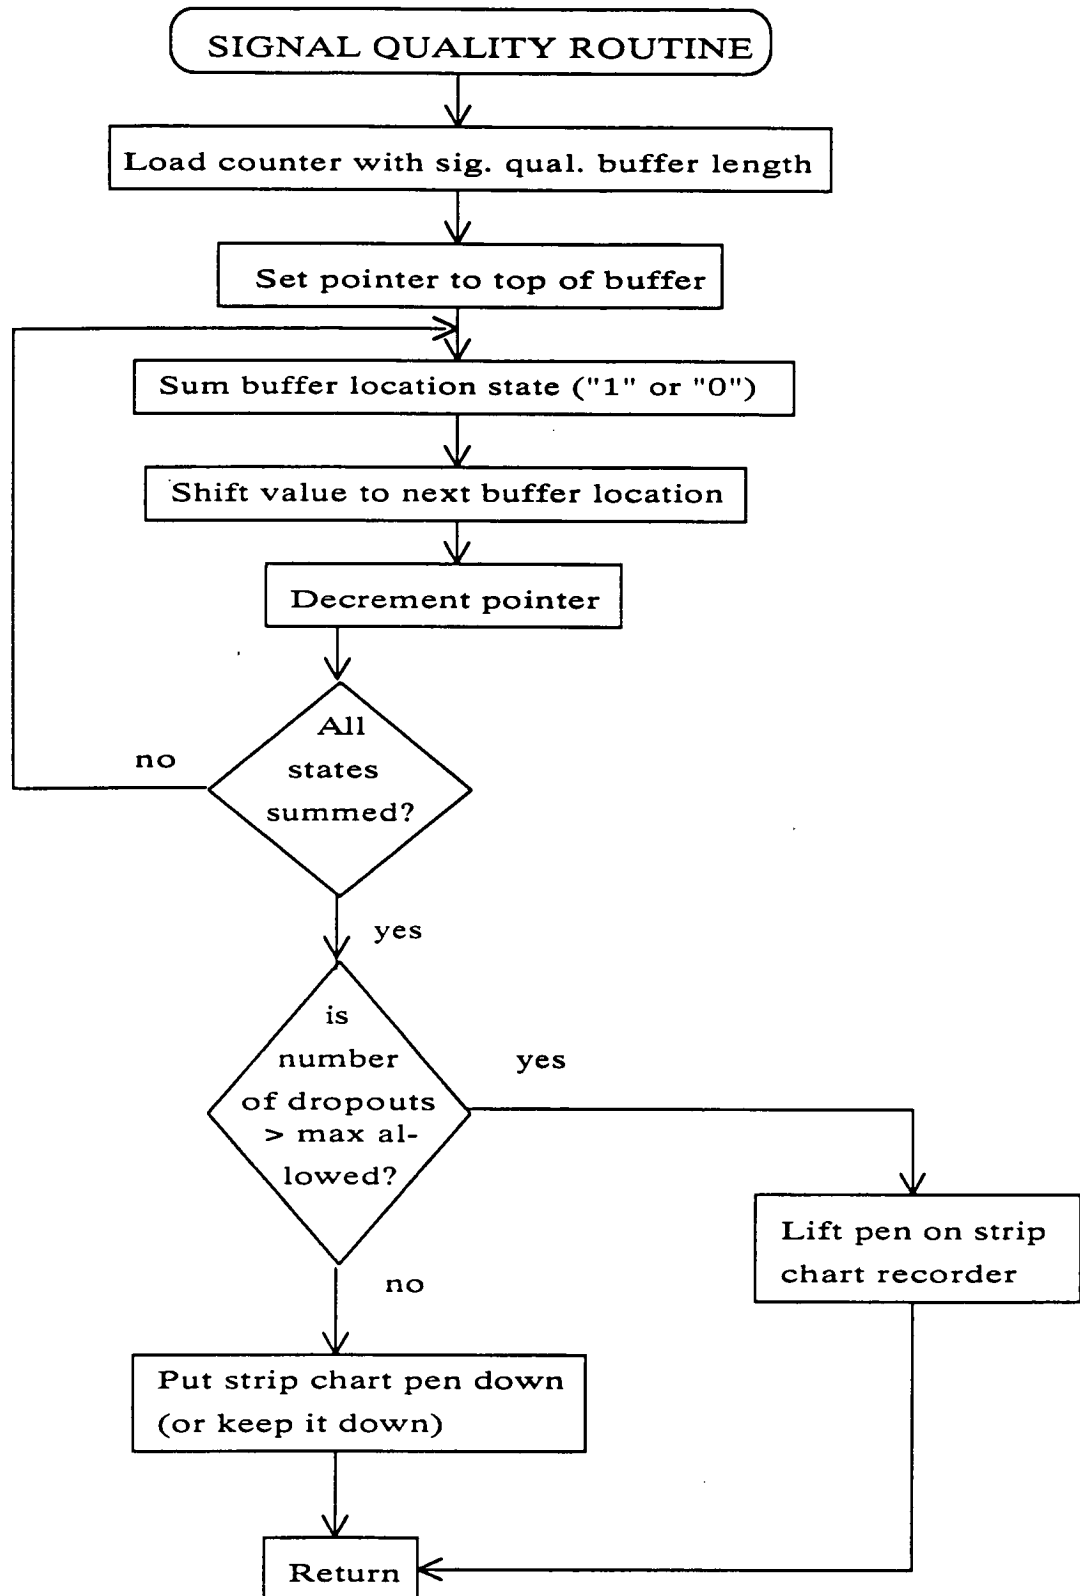 SIGNAL QUALITY ROUTINE
Load counter with sig. qual. buffer length
Set pointer to top of buffer
Sum buffer location state ("1" or "0")
Shift value to next buffer location
Decrement pointer
All
states
summed?
no
yes
is
number
of dropouts
> max al-
lowed?
yes
no
Lift pen on strip
chart recorder
Put strip chart pen down
(or keep it down)
Return